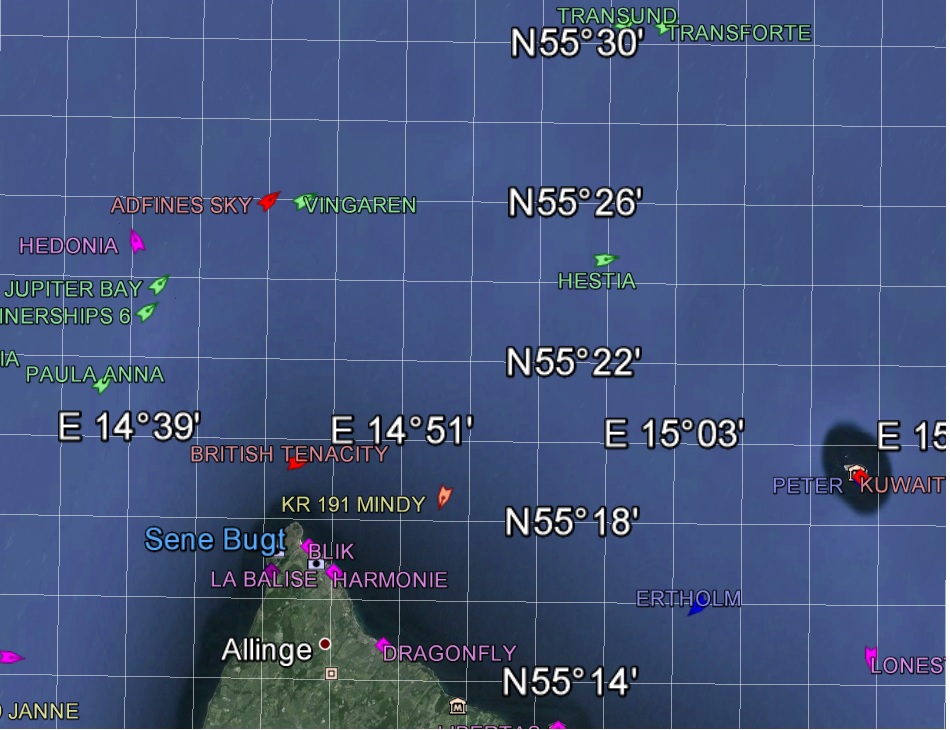 TRANSUND
TRANSFORTE
N55°30'
ADFINES SKY
VINGAREN
N55°26'
HEDONIA
HESTIA
JUPITER BAY
NERSHIPS 6
IA
N55°22'
PAULA ANNA
E 14°39'
E 14°51'
E 15°03'
E 15
BRITISH TENACITY
PETER
KUWAIT
KR 191 MINDY
N55°18'
Sene Bugt
BLIK
LA BALISE
HARMONIE
ERTHOLM
Allinge
DRAGONFLY
LONES
N55°14'
JANNE
LIBERTAS